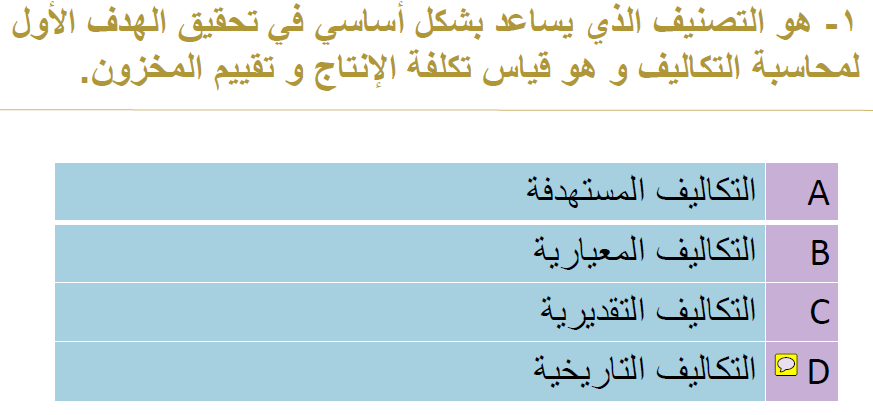 ١- هو التصنيف الذي يساعد بشكل أساسي في تحقيق الهدف الأول
لمحاسبة التكاليف و هو قياس تكلفة الإنتاج و تقييم المخزون.
A التكاليف المستهدفة
B التكاليف المعيارية
C التكاليف التقديرية
D التكاليف التاريخية